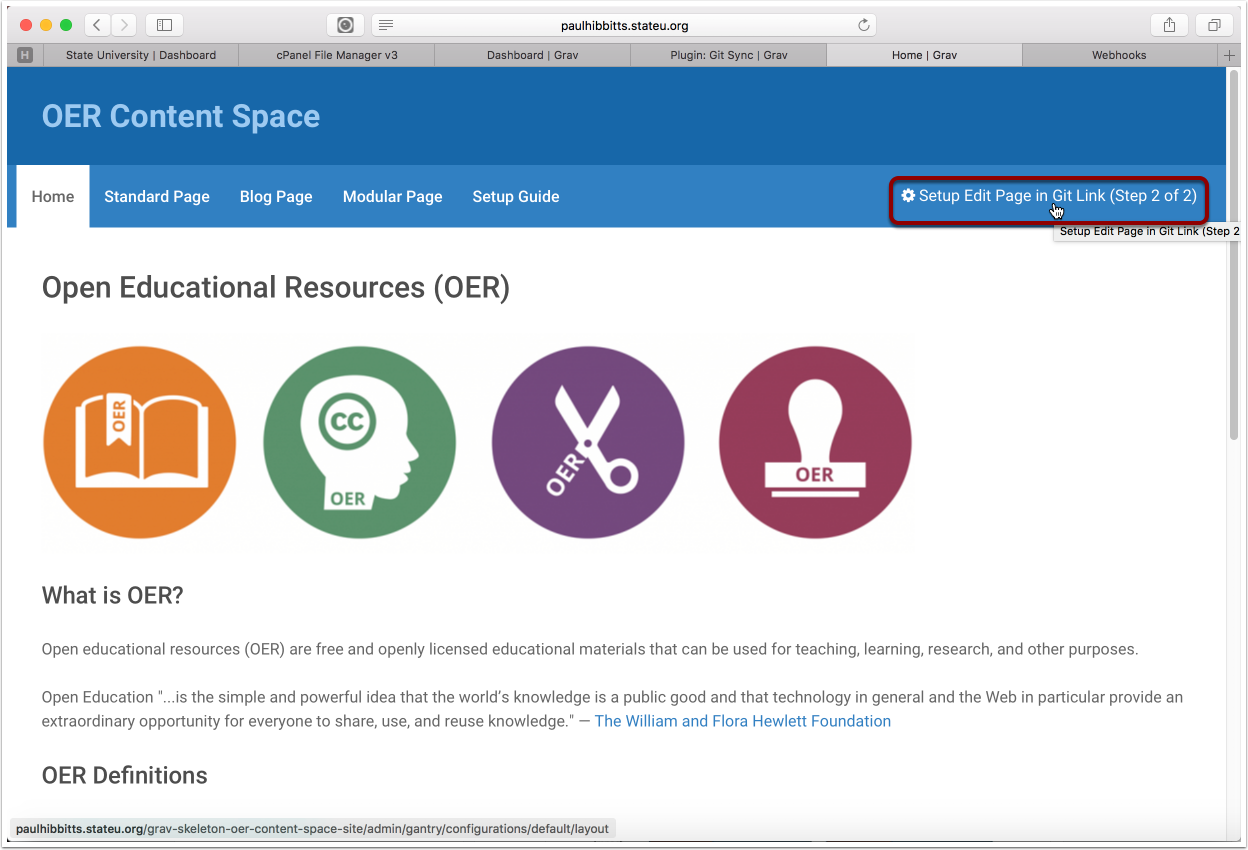 paulhibbitts.stateu.org
H
State University | Dashboard
cPanel File Manager v3
Dashboard | Grav
Plugin: Git Sync | Grav
Home | Grav
Webhooks
OER Content Space
Home
Standard Page
Blog Page
Modular Page
Setup Guide
Setup Edit Page in Git Link (Step 2 of 2)
Setup Edit Page in Git Link (Step 2
Open Educational Resources (OER)
OER
CC
OER
OER
OER
What is OER?
Open educational resources (OER) are free and openly licensed educational materials that can be used for teaching, learning, research, and other purposes.
Open Education "...is the simple and powerful idea that the world’s knowledge is a public good and that technology in general and the Web in particular provide an
extraordinary opportunity for everyone to share, use, and reuse knowledge." — The William and Flora Hewlett Foundation
OER Definitions
paulhibbitts.stateu.org/grav-skeleton-oer-content-space-site/admin/gantry/configurations/default/layout